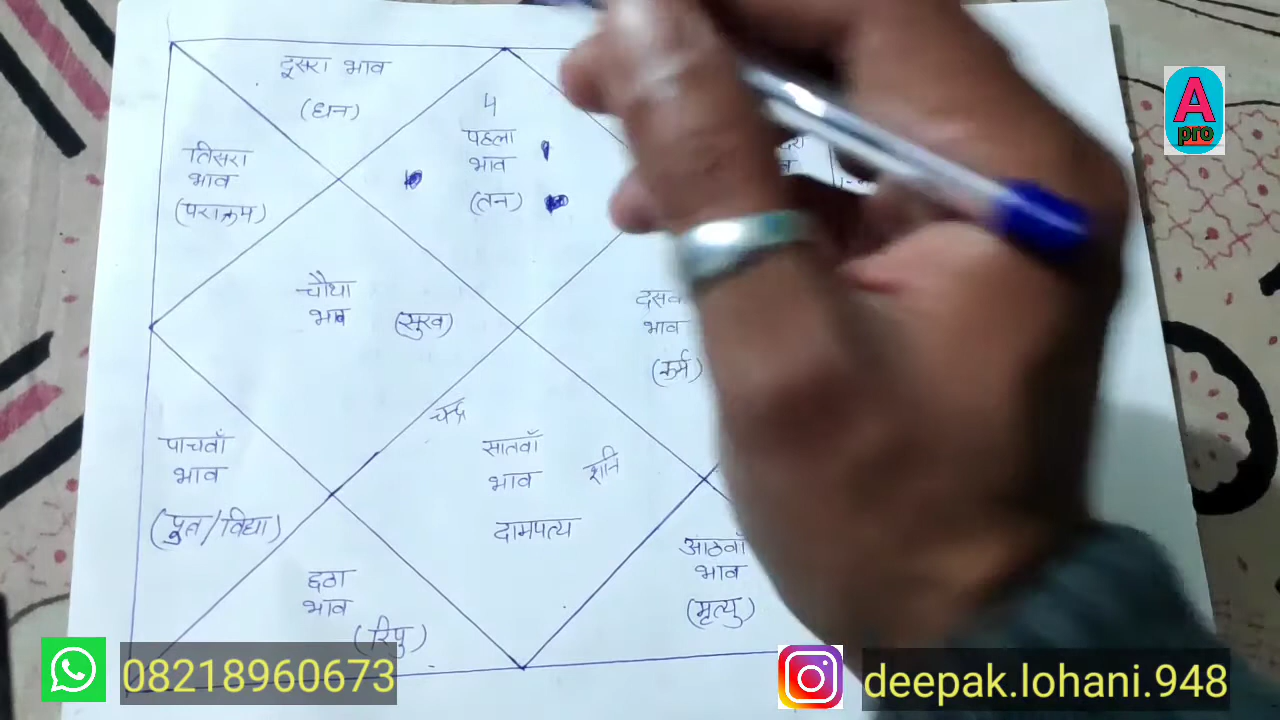 दूसरा भाव
(धन)
५
पहला
भाव
(तन)
तिसरा
भाव
(पराक्रम)
चौथा
भाव
(सुख)
दसवाँ
भाव
(कर्म)
चन्द्र
पाचवाँ
भाव
(पुत्र/विद्या)
सातवाँ
भाव
शनि
दामपत्य
आठवाँ
भाव
(मृत्यु)
छठा
भाव
(रिपु)
A
pro
08218960673
deepak.lohani.948